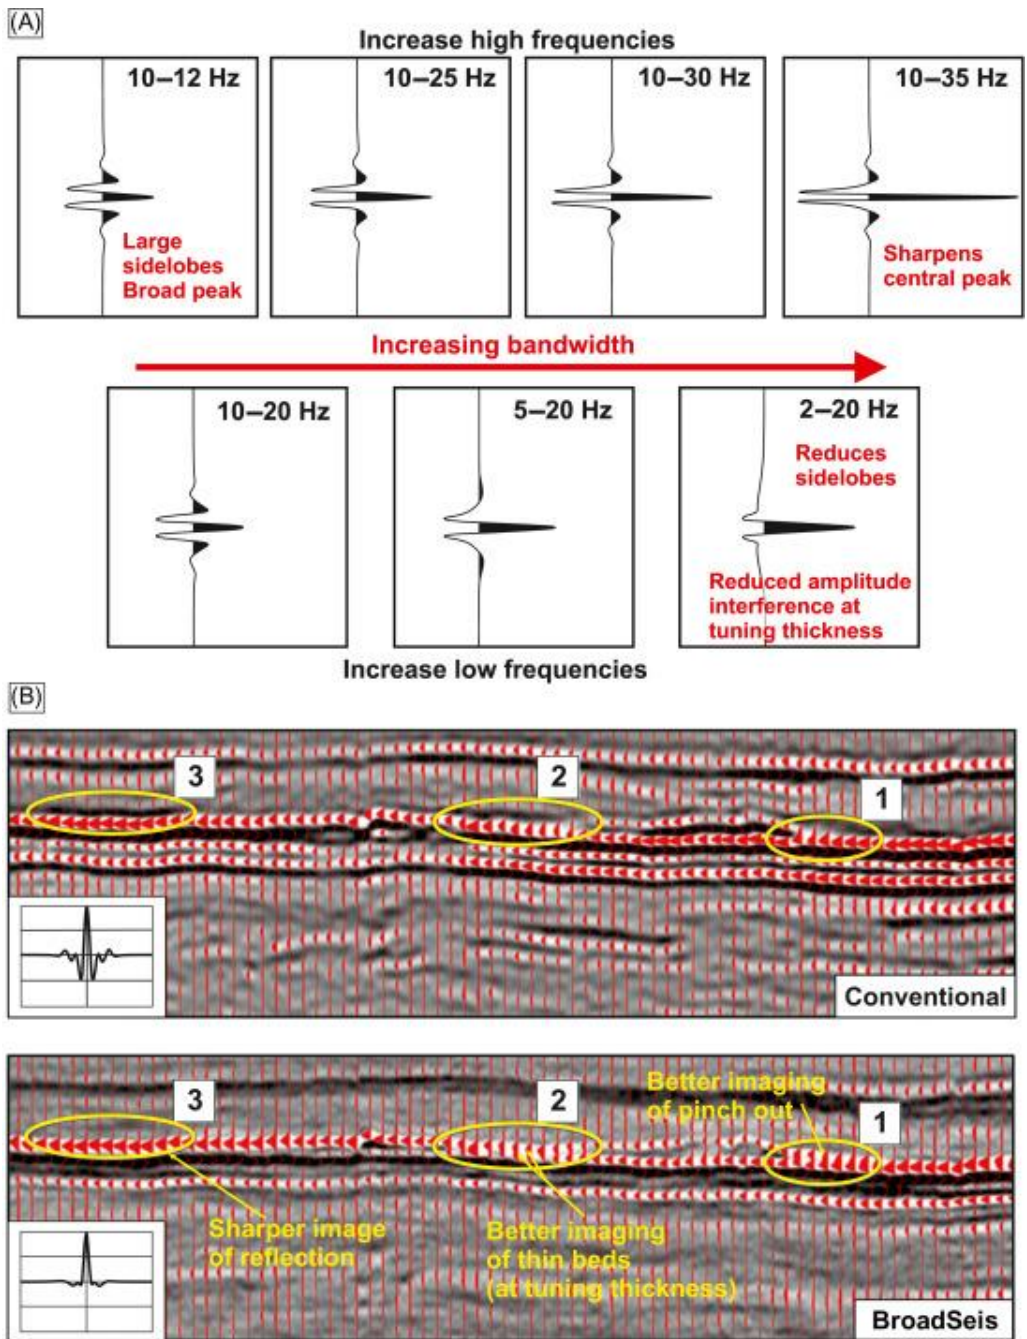 (A)
Increase high frequencies
10–12 Hz
Large
sidelobes
Broad peak
10–25 Hz
10–30 Hz
10–35 Hz
Sharpens
central peak
Increasing bandwidth
10–20 Hz
5–20 Hz
2–20 Hz
Reduces
sidelobes
Reduced amplitude
interference at
tuning thickness
Increase low frequencies
(B)
3
2
1
Conventional
3
2
Better imaging
of pinch out
1
Sharper image
of reflection
Better imaging
of thin beds
(at tuning thickness)
BroadSeis